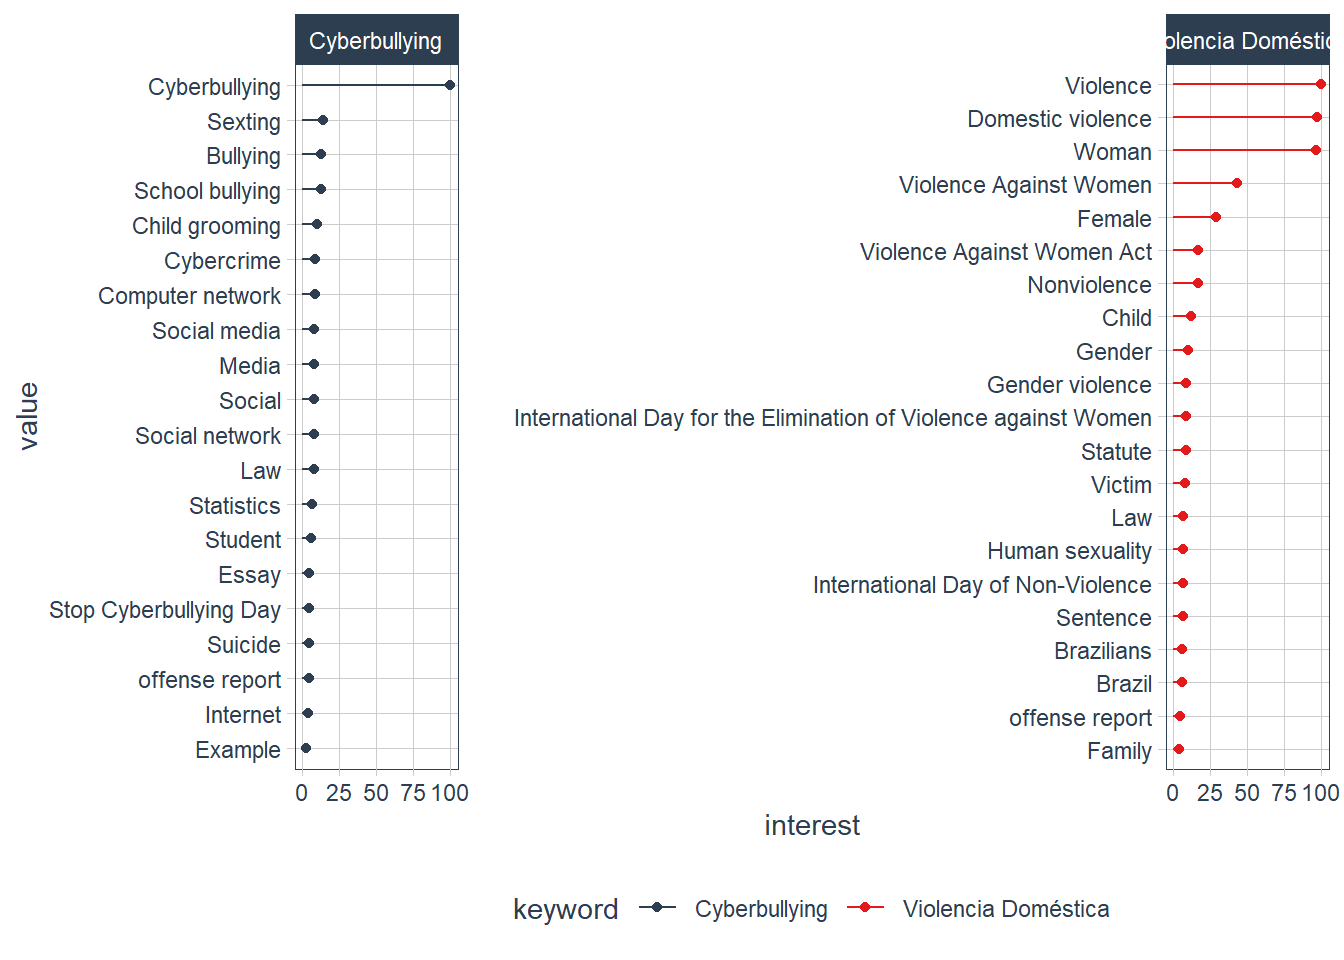 Cyberbullying
olencia Doméstic
value
Cyberbullying
Sexting
Bullying
School bullying
Child grooming
Cybercrime
Computer network
Social media
Media
Social
Social network
Law
Statistics
Student
Essay
Stop Cyberbullying Day
Suicide
offense report
Internet
Example
0 25 50 75 100
Violence
Domestic violence
Woman
Violence Against Women
Female
Violence Against Women Act
Nonviolence
Child
Gender
Gender violence
International Day for the Elimination of Violence against Women
Statute
Victim
Law
Human sexuality
International Day of Non-Violence
Sentence
Brazilians
Brazil
offense report
Family
0 25 50 75 100
interest
keyword Cyberbullying Violencia Doméstica